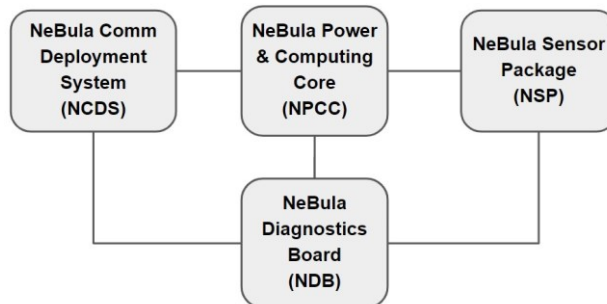 NeBula Comm
Deployment
System
(NCDS)
NeBula Power
& Computing
Core
(NPCC)
NeBula Sensor
Package
(NSP)
NeBula
Diagnostics
Board
(NDB)